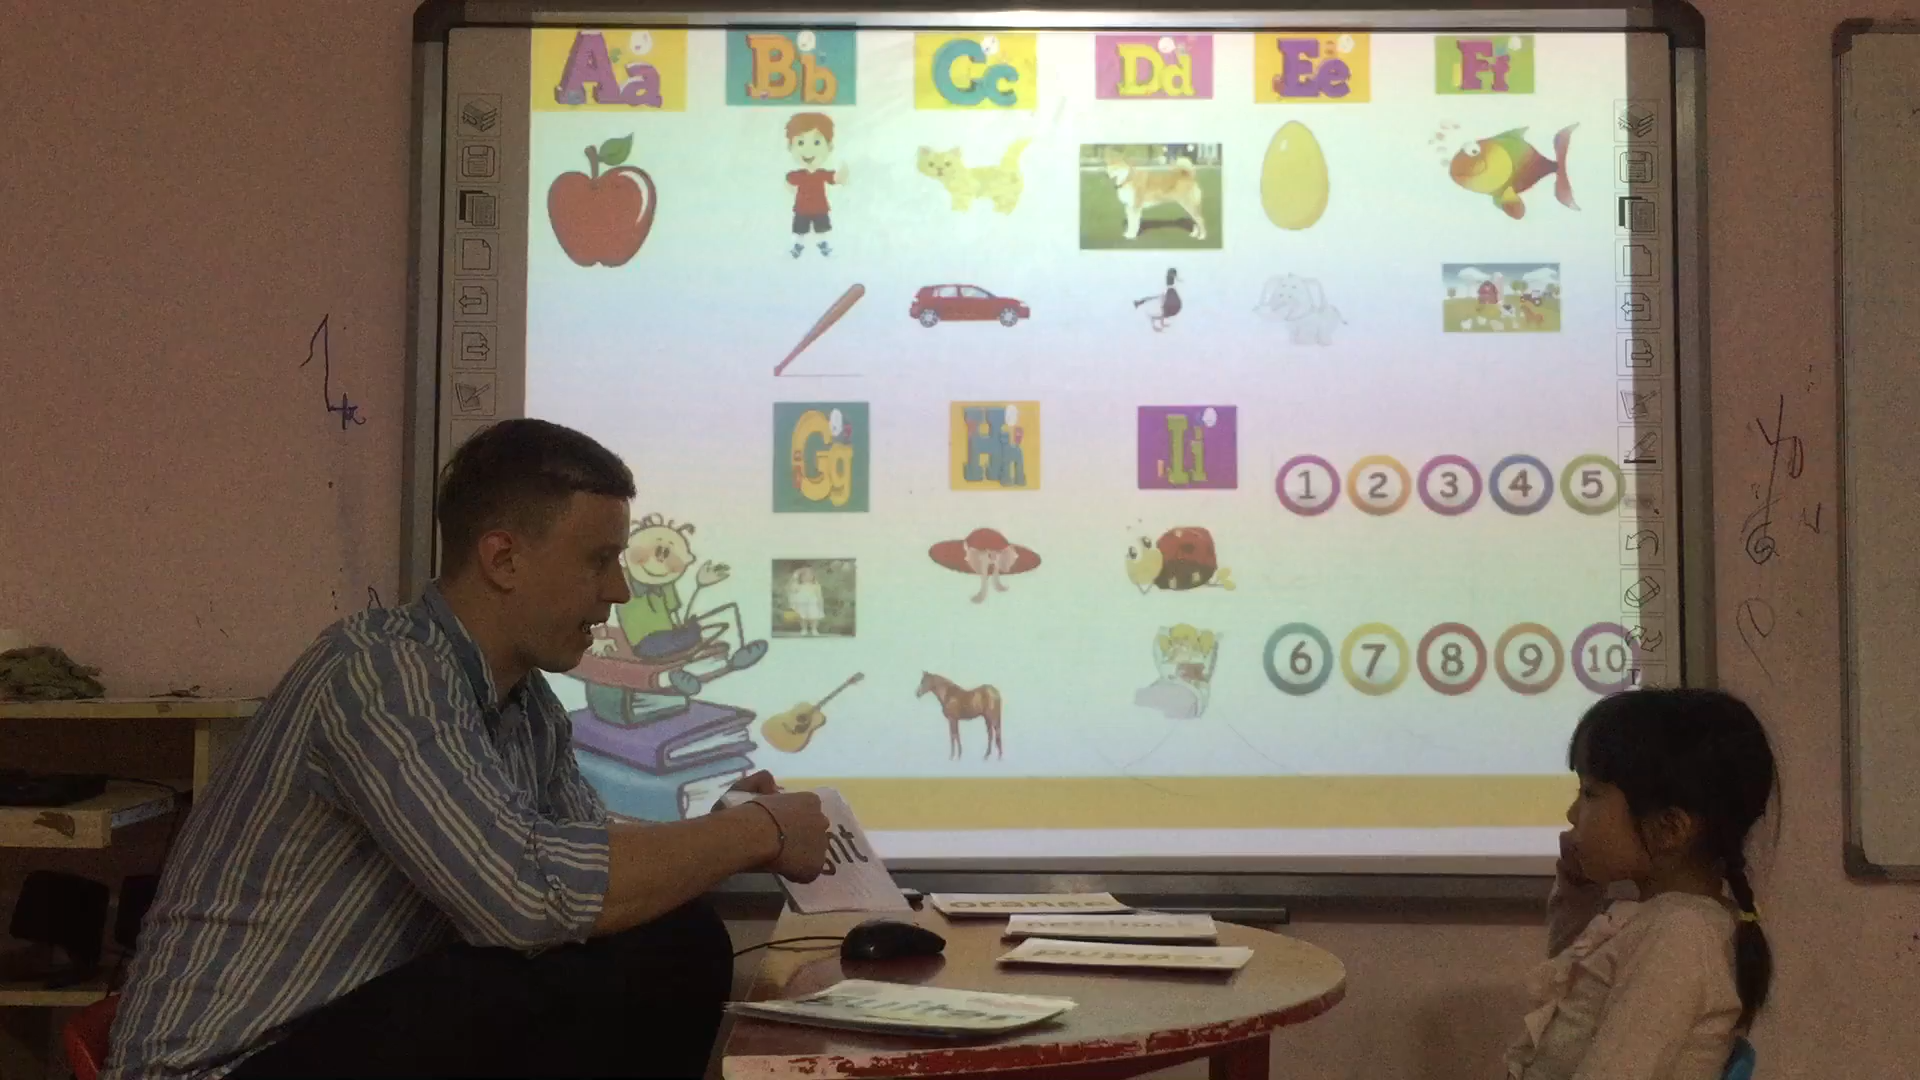 Aa Bb Cc Dd Ee Ff
Gg Hh Ii
1 2 3 4 5
6 7 8 9 10
orange
puppet
guitar